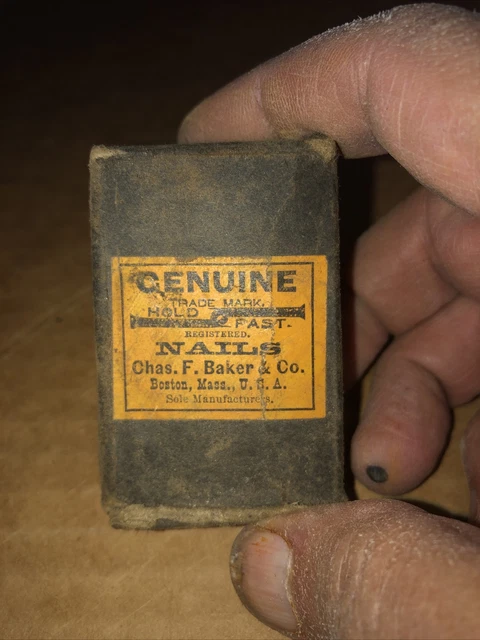 GENUINE
TRADE MARK.
HOLD
FAST.
REGISTERED.
NAILS
Chas. F. Baker & Co.
Boston, Mass., U. S. A.
Sole Manufacturers.